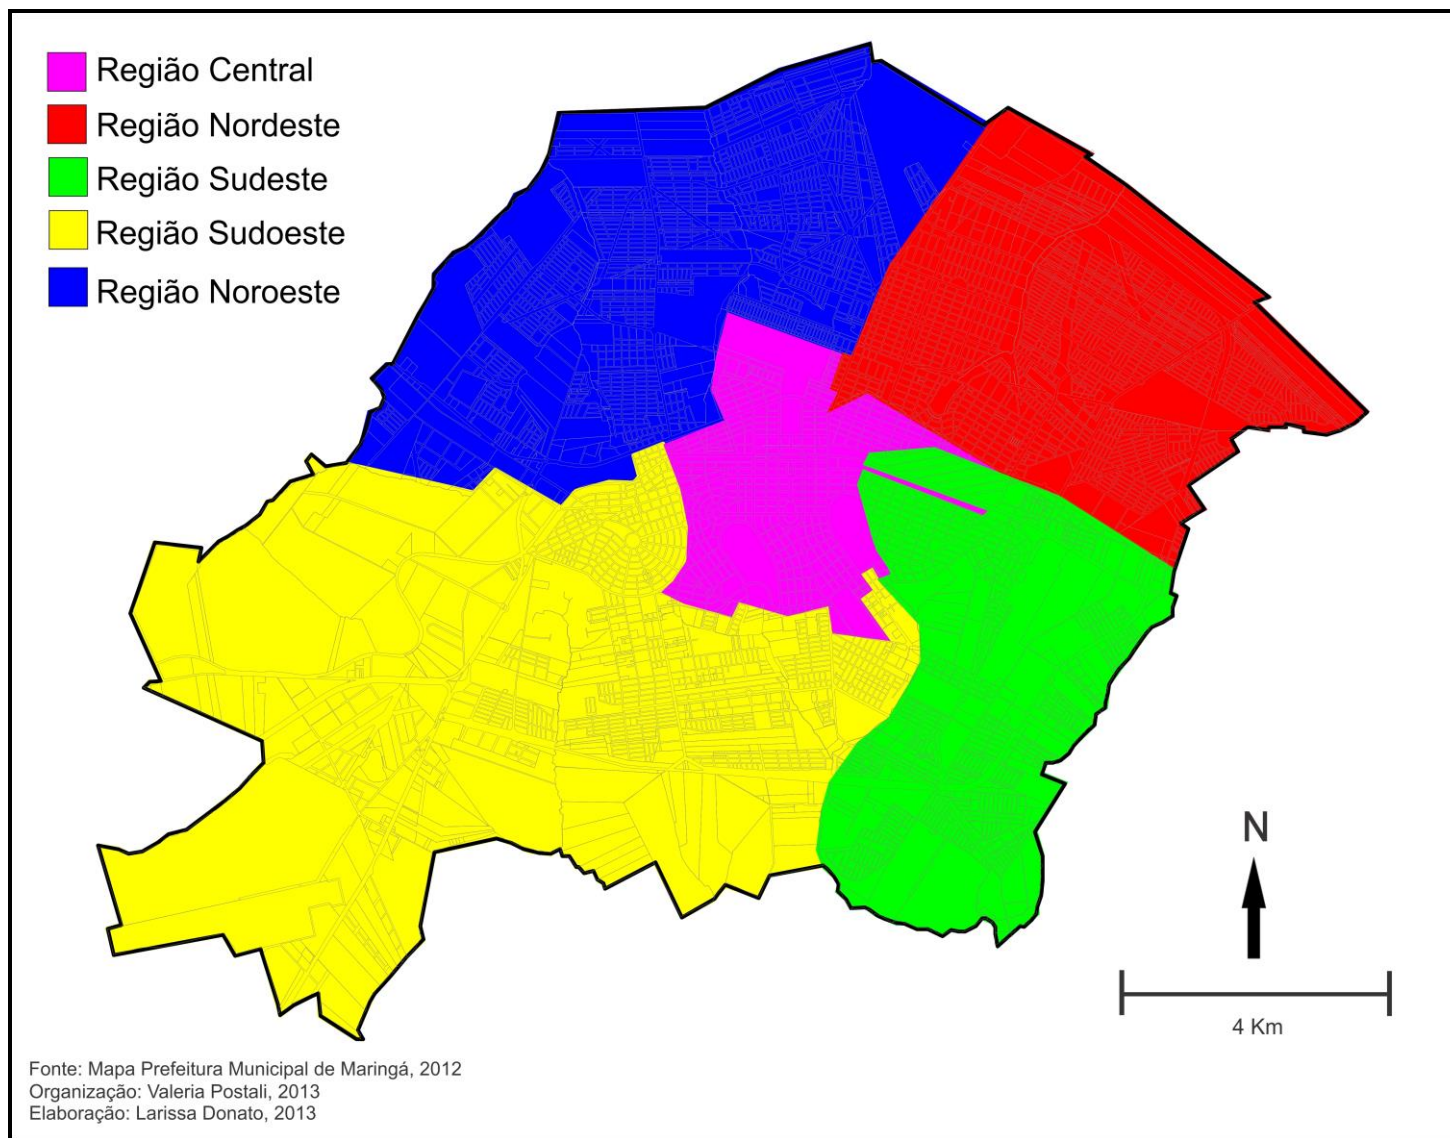 Região Central
Região Nordeste
Região Sudeste
Região Sudoeste
Região Noroeste
N
4 Km
Fonte: Mapa Prefeitura Municipal de Maringá, 2012
Organização: Valeria Postali, 2013
Elaboração: Larissa Donato, 2013